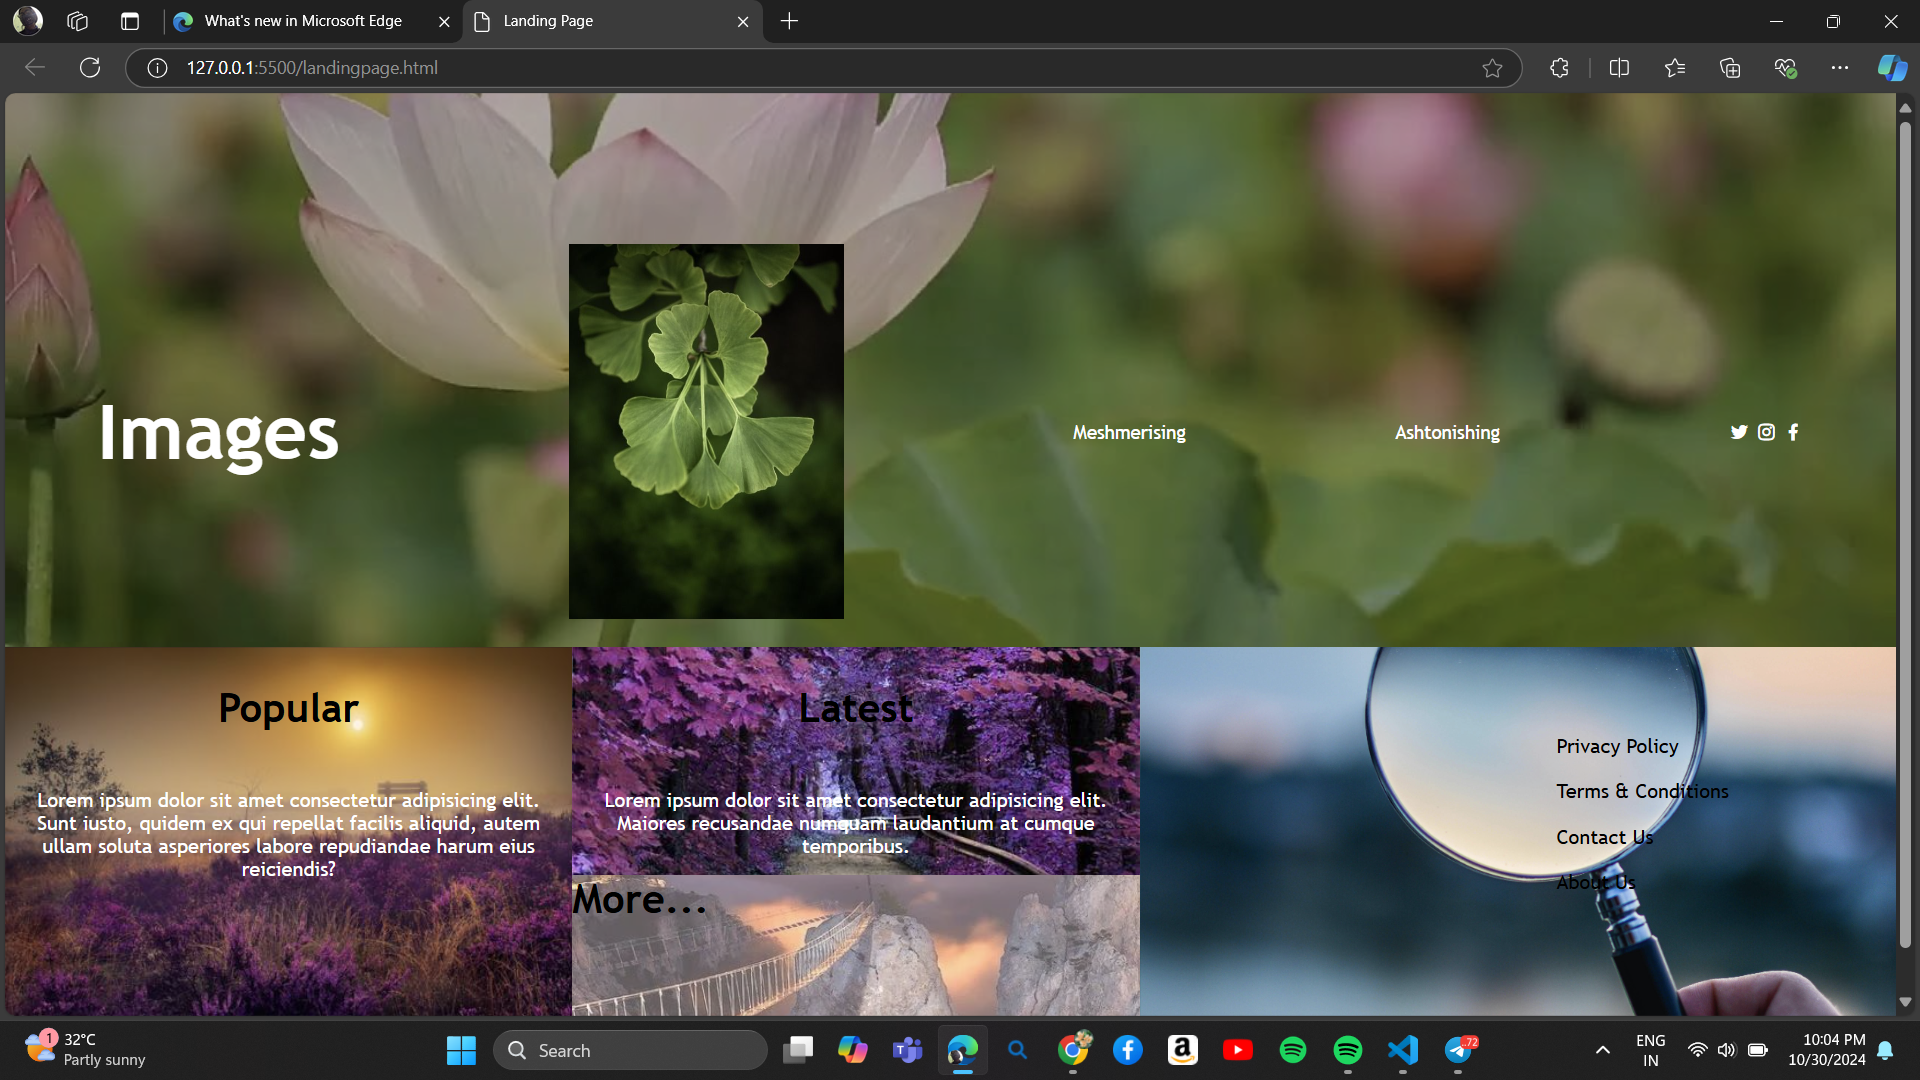 What's new in Microsoft Edge
Landing Page
127.0.0.1:5500/landingpage.html
Images
Meshmerising
Ashtonishing
Popular
Lorem ipsum dolor sit amet consectetur adipisicing elit.
Sunt iusto, quidem ex qui repellat facilis aliquid, autem
ullam soluta asperiores labore repudiandae harum eius
reiciendis?
Latest
Lorem ipsum dolor sit amet consectetur adipisicing elit.
Maiores recusandae numquam laudantium at cumque
temporibus.
More...
Privacy Policy
Terms & Conditions
Contact Us
About Us
1
32°C
Partly sunny
Search
a
..72
ENG
IN
10:04 PM
10/30/2024